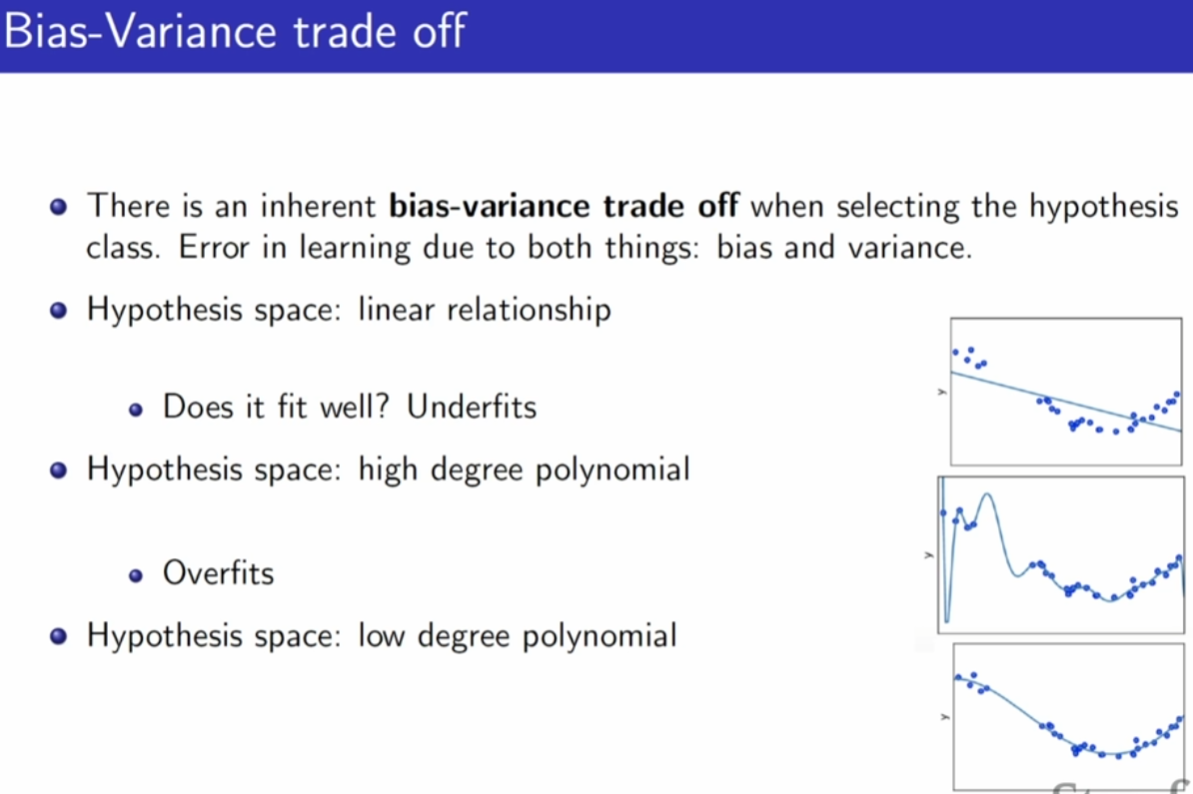 Bias-Variance trade off
There is an inherent bias-variance trade off when selecting the hypothesis
class. Error in learning due to both things: bias and variance.
Hypothesis space: linear relationship
Does it fit well? Underfits
Hypothesis space: high degree polynomial
Overfits
Hypothesis space: low degree polynomial
y
y
y